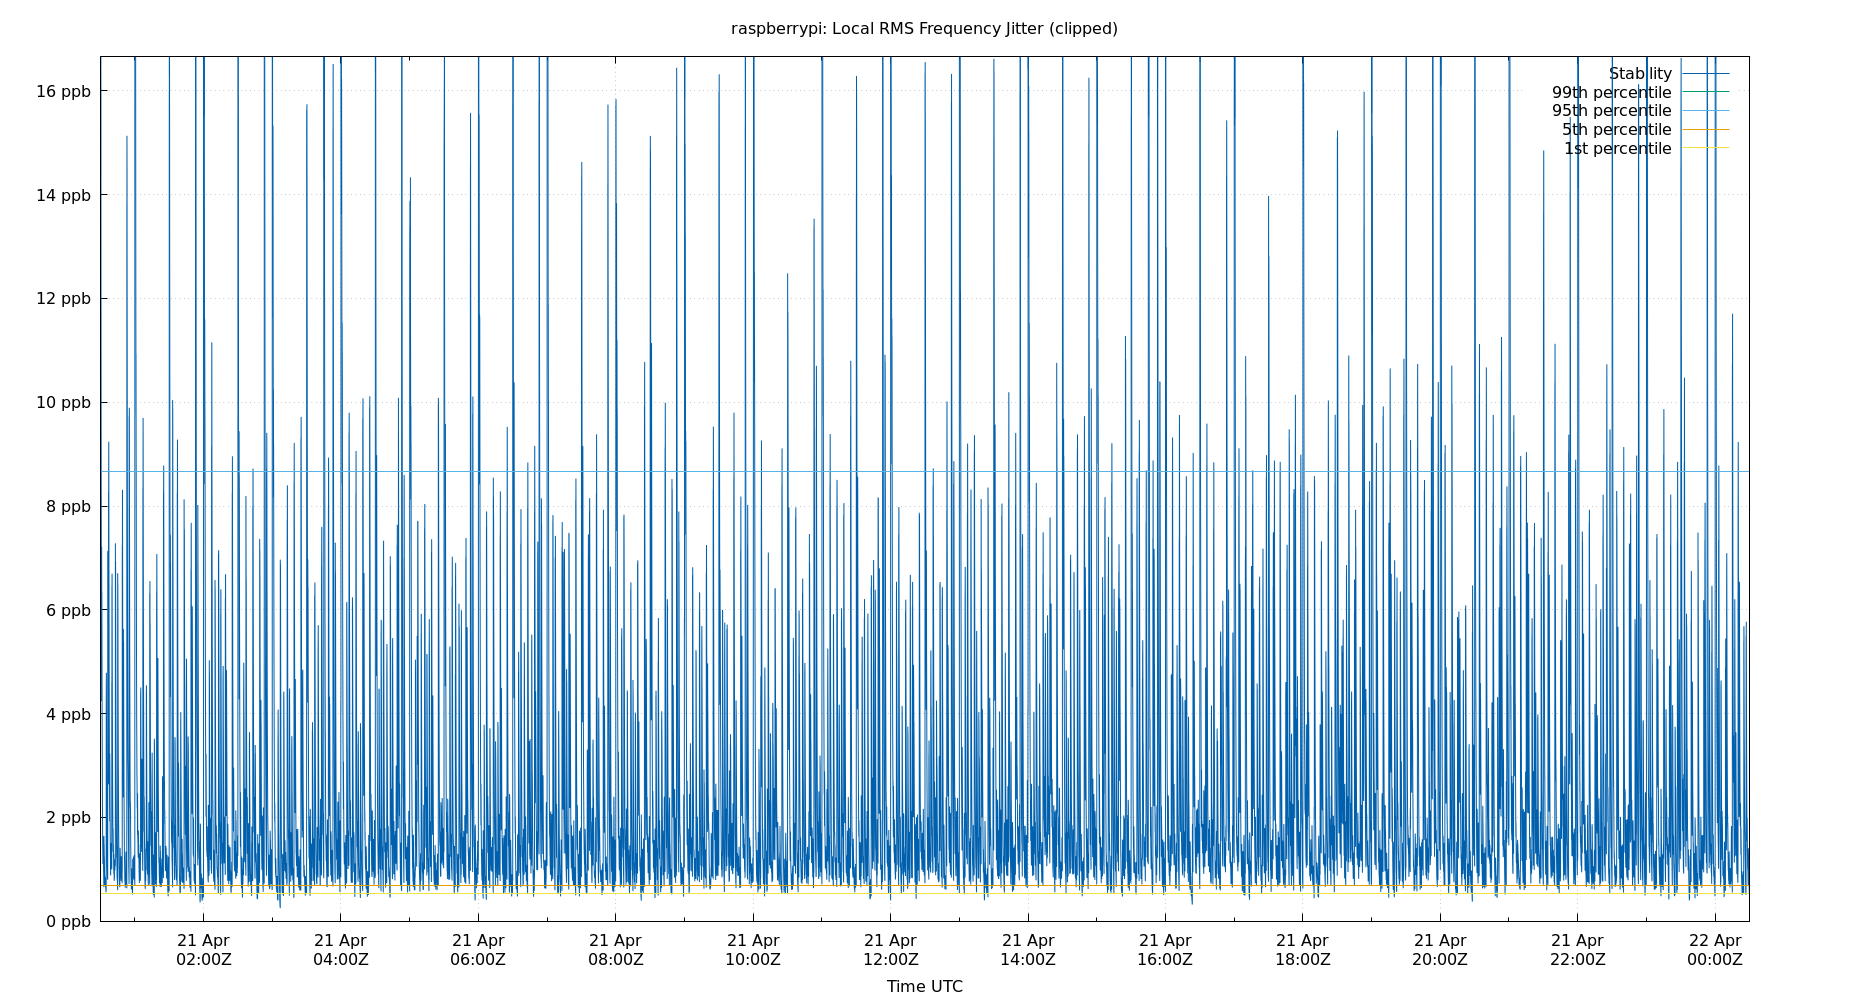 raspberrypi: Local RMS Frequency Jitter (clipped)
16 ppb
14 ppb
12 ppb
10 ppb
8 ppb
6 ppb
4 ppb
2 ppb
0 ppb
Stability
99th percentile
95th percentile
5th percentile
1st percentile
21 Apr 21 Apr 21 Apr 21 Apr 21 Apr 21 Apr 21 Apr 21 Apr 21 Apr 21 Apr 21 Apr 22 Apr
02:00Z 04:00Z 06:00Z 08:00Z 10:00Z 12:00Z 14:00Z 16:00Z 18:00Z 20:00Z 22:00Z 00:00Z
Time UTC